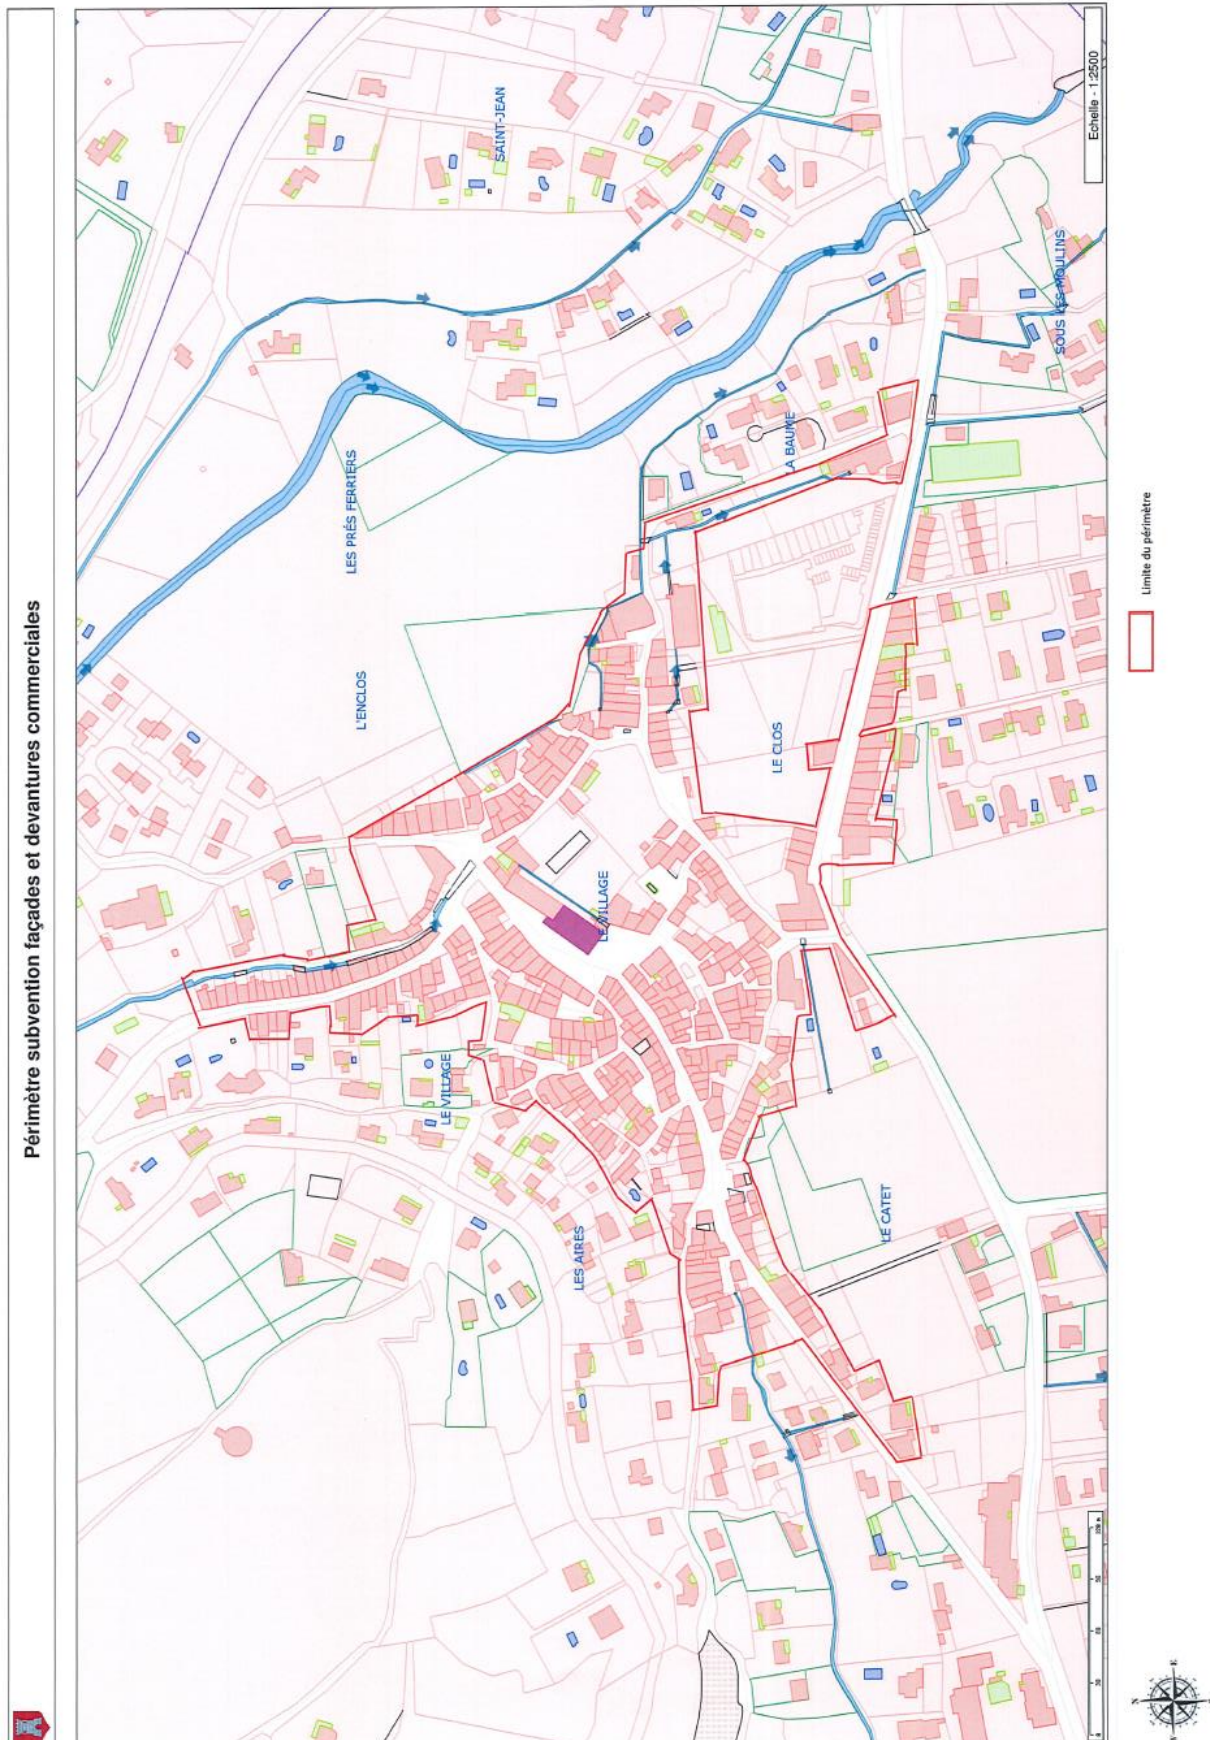 Périmètre subvention façades et devantures commerciales
SAINT-JEAN
Echelle - 1:2500
SOUS LES MOULINS
LES PRÉS FERRIERS
LA BAUME
L'ENCLOS
LE CLOS
LE VILLAGE
LE VILLAGE
LES AIRES
LE CATET
Limite du périmètre
N
E